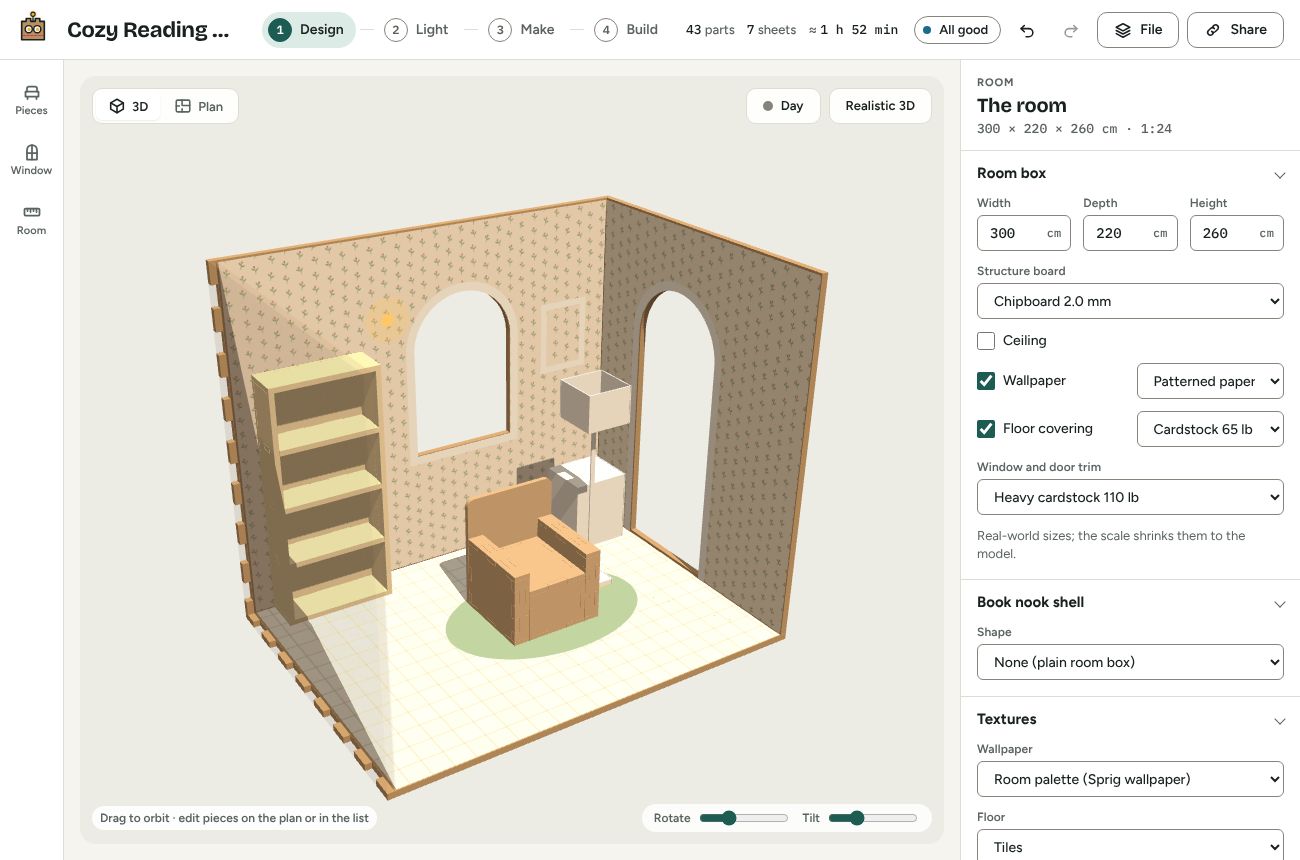 Cozy Reading ...
1 Design
2 Light
3 Make
4 Build
43 parts 7 sheets ≈ 1 h 52 min
All good
File
Share
Pieces
Window
Room
3D
Plan
Day
Realistic 3D
Drag to orbit · edit pieces on the plan or in the list
Rotate
Tilt
ROOM
The room
300 × 220 × 260 cm · 1:24
Room box
Width Depth Height
300 cm 220 cm 260 cm
Structure board
Chipboard 2.0 mm
Ceiling
Wallpaper Patterned paper
Floor covering Cardstock 65 lb
Window and door trim
Heavy cardstock 110 lb
Real-world sizes; the scale shrinks them to the
model.
Book nook shell
Shape
None (plain room box)
Textures
Wallpaper
Room palette (Sprig wallpaper)
Floor
Tiles